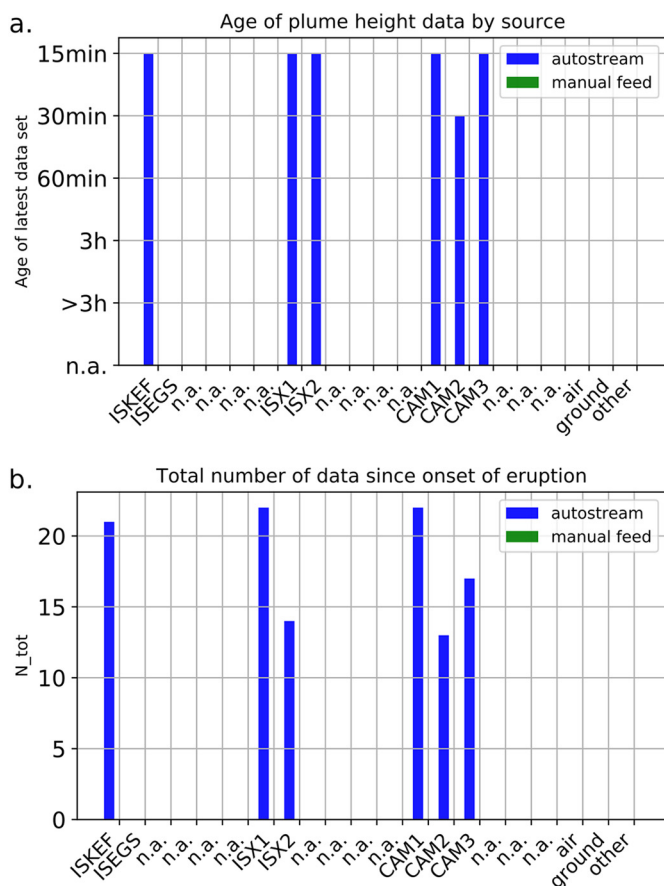 a.
Age of plume height data by source
Age of latest data set
15min
30min
60min
3h
>3h
n.a.
autostream
manual feed
ISKEF
ISEGS
n.a.
n.a.
n.a.
n.a.
ISX1
ISX2
n.a.
n.a.
n.a.
n.a.
CAM1
CAM2
CAM3
n.a.
n.a.
n.a.
air
ground
other
b.
Total number of data since onset of eruption
N_tot
20
15
10
5
0
autostream
manual feed
ISKEF
ISEGS
n.a.
n.a.
n.a.
n.a.
ISX1
ISX2
n.a.
n.a.
n.a.
n.a.
CAM1
CAM2
CAM3
n.a.
n.a.
n.a.
air
ground
other